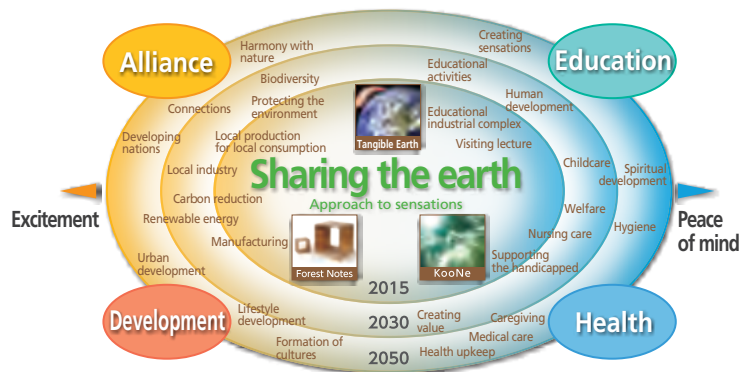 Alliance
Harmony with
nature
Creating
sensations
Education
Biodiversity
Educational
activities
Connections
Protecting the
environment
Human
development
Developing
nations
Local production
for local consumption
Tangible Earth
Educational
industrial complex
Visiting lecture
Local industry
Childcare
Spiritual
development
Sharing the earth
Approach to sensations
Excitement
Carbon reduction
Renewable energy
Manufacturing
Welfare
Hygiene
Nursing care
Peace
of mind
Urban
development
Forest Notes
KooNe
Supporting
the handicapped
2015
Development
Lifestyle
development
2030
Creating
value
Caregiving
Health
Formation of
cultures
2050
Medical care
Health upkeep